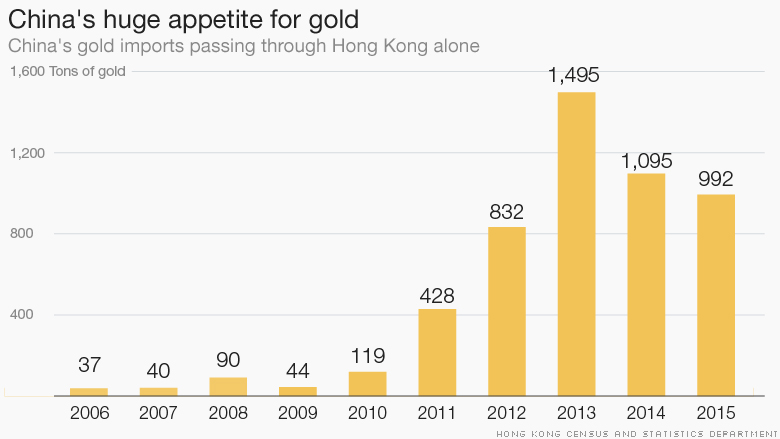 China's huge appetite for gold
China's gold imports passing through Hong Kong alone
1,600 Tons of gold
1,200
800
400
37
40
90
44
119
428
832
1,495
1,095
992
2006 2007 2008 2009 2010 2011 2012 2013 2014 2015
HONG KONG CENSUS AND STATISTICS DEPARTMENT